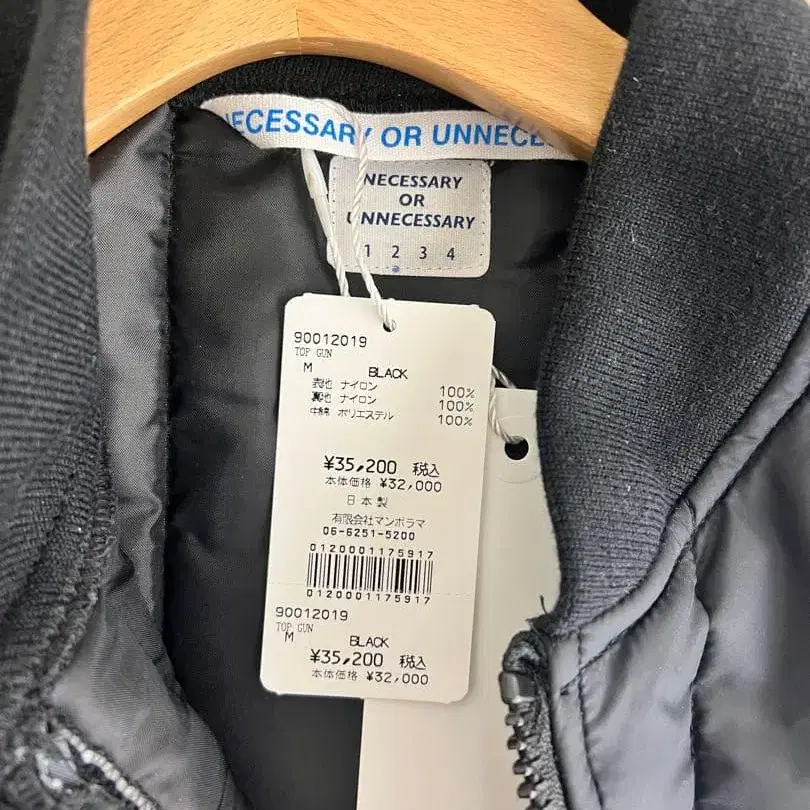 NECESSARY OR UNNECE
NECESSARY
OR
UNNECESSARY
1 2 3 4
90012019
TOP GUN
M BLACK
表地 ナイロン 100%
裏地 ナイロン 100%
中綿 ポリエステル 100%
¥35,200 税込
本体価格 ¥32,000
日本製
有限会社マンボラマ
06-6251-5200
0120001175917
0120001175917
90012019
TOP GUN
M BLACK
¥35,200 税込
本体価格 ¥32,000